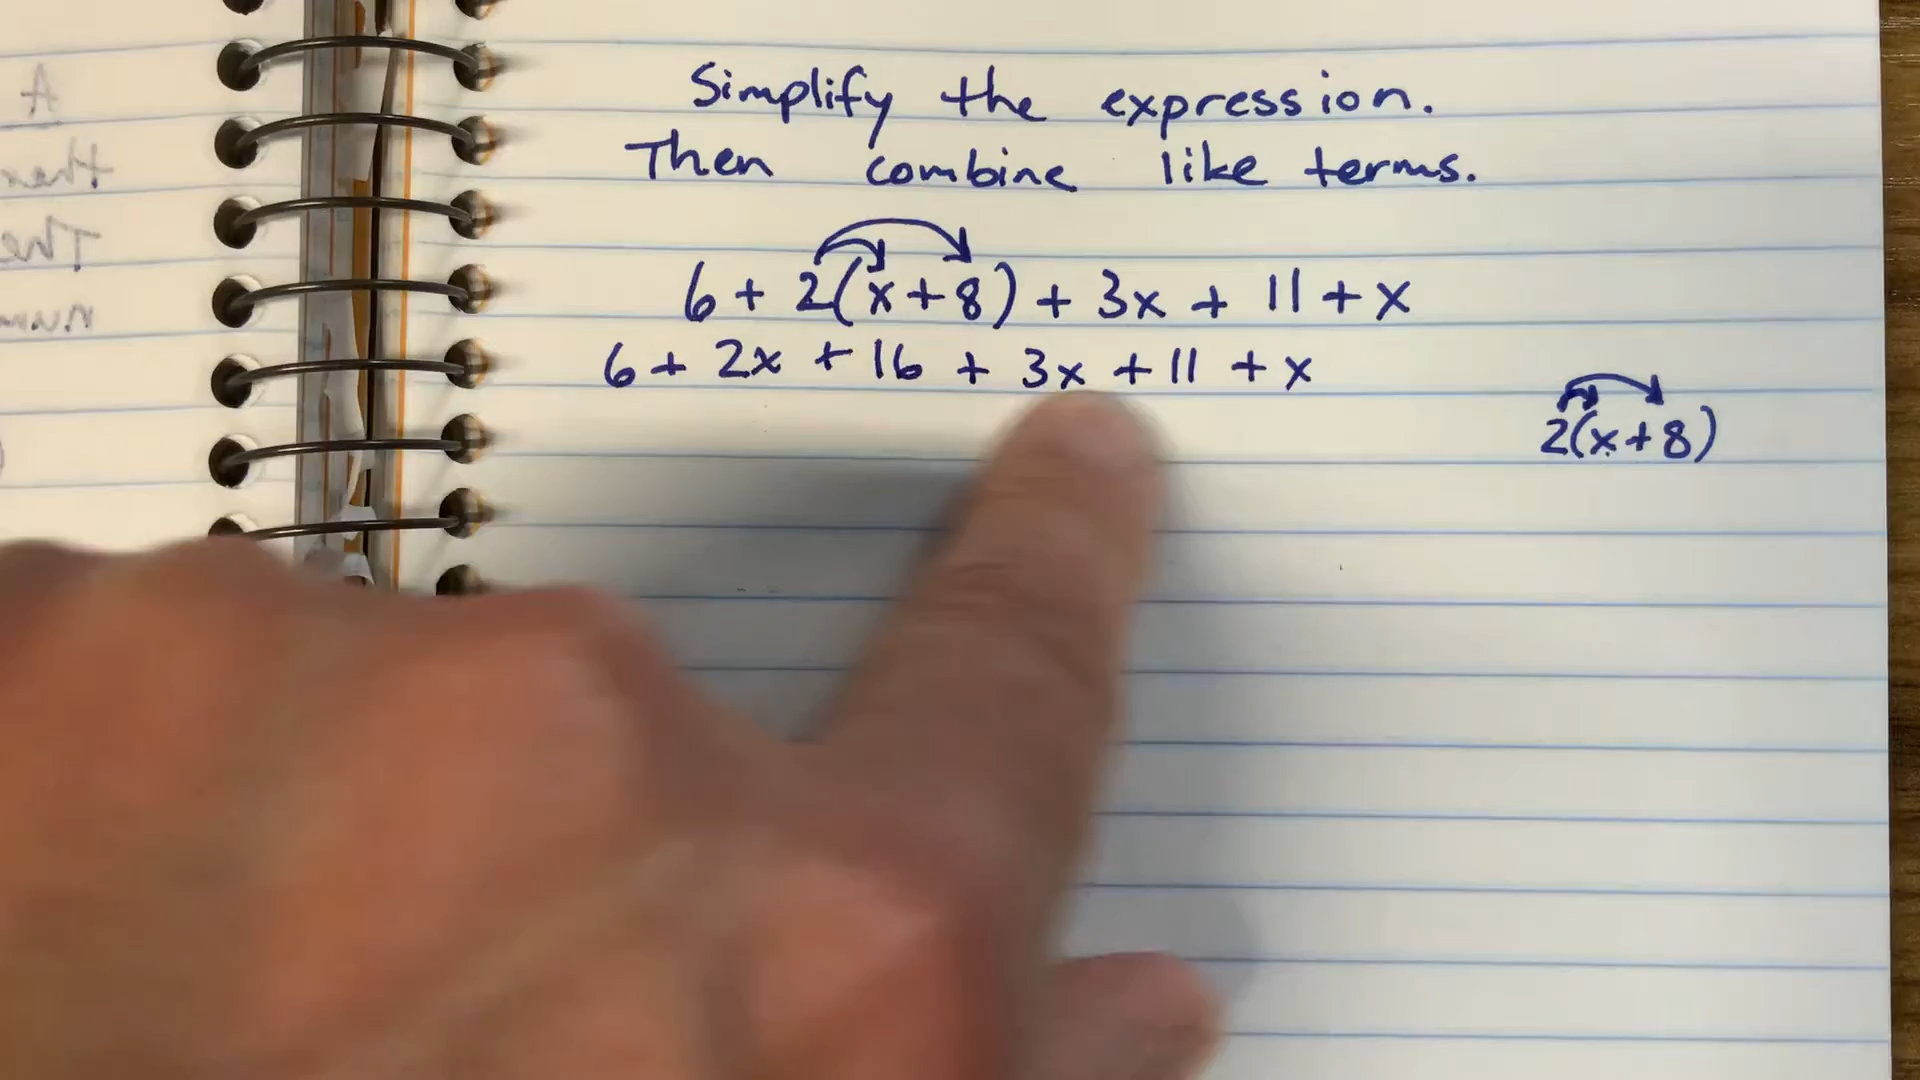 Simplify the expression.
Then combine like terms.
6 + 2(x+8) + 3x + 11 + x
6 + 2x + 16 + 3x + 11 + x
2(x+8)